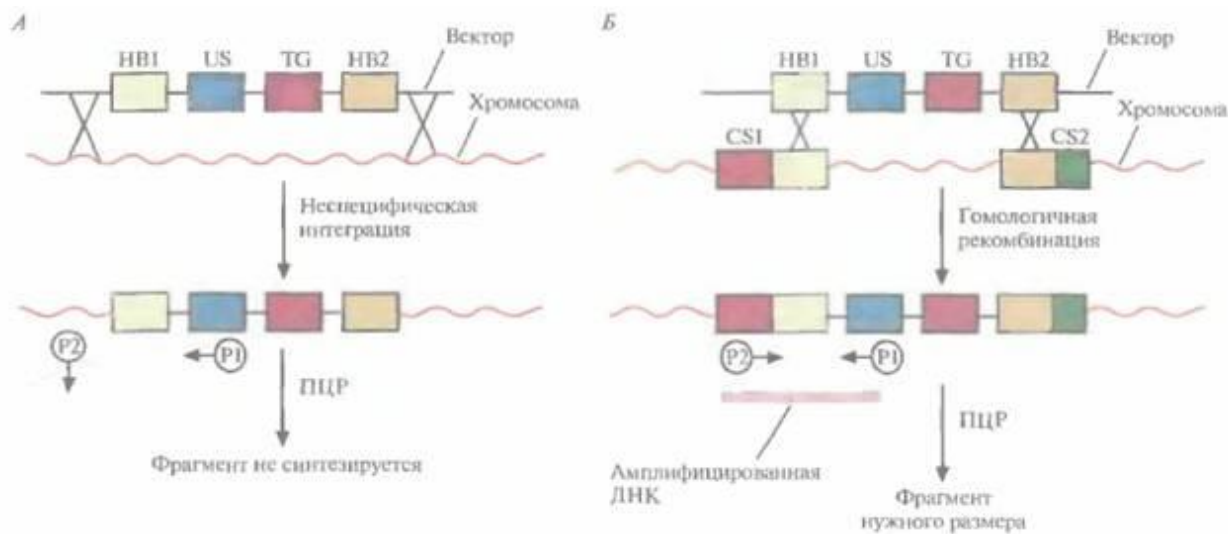 А
HB1 US TG HB2
Вектор
Хромосома
Неспецифическая
интеграция
P2
P1
ПЦР
Фрагмент не синтезируется
Б
HB1 US TG HB2
Вектор
Хромосома
CS1
CS2
Гомологичная
рекомбинация
P2
P1
ПЦР
Амплифицированная
ДНК
Фрагмент
нужного размера